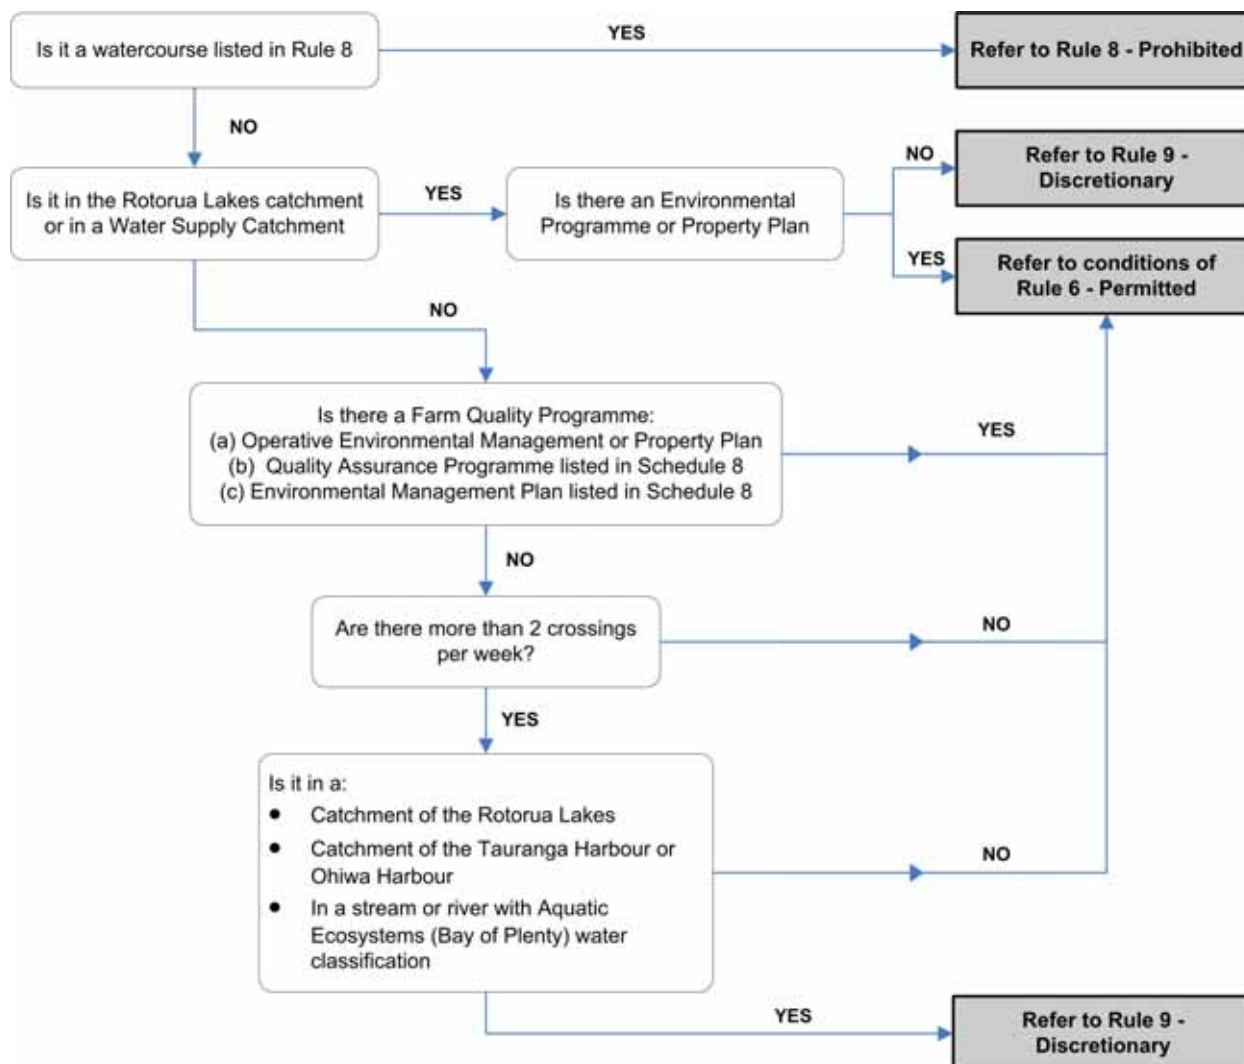 Is it a watercourse listed in Rule 8
YES
Refer to Rule 8 - Prohibited
NO
Is it in the Rotorua Lakes catchment
or in a Water Supply Catchment
YES
Is there an Environmental
Programme or Property Plan
NO
Refer to Rule 9 -
Discretionary
YES
Refer to conditions of
Rule 6 - Permitted
NO
Is there a Farm Quality Programme:
(a) Operative Environmental Management or Property Plan
(b) Quality Assurance Programme listed in Schedule 8
(c) Environmental Management Plan listed in Schedule 8
YES
NO
Are there more than 2 crossings
per week?
NO
YES
Is it in a:
● Catchment of the Rotorua Lakes
● Catchment of the Tauranga Harbour or
Ohiwa Harbour
● In a stream or river with Aquatic
Ecosystems (Bay of Plenty) water
classification
NO
YES
Refer to Rule 9 -
Discretionary